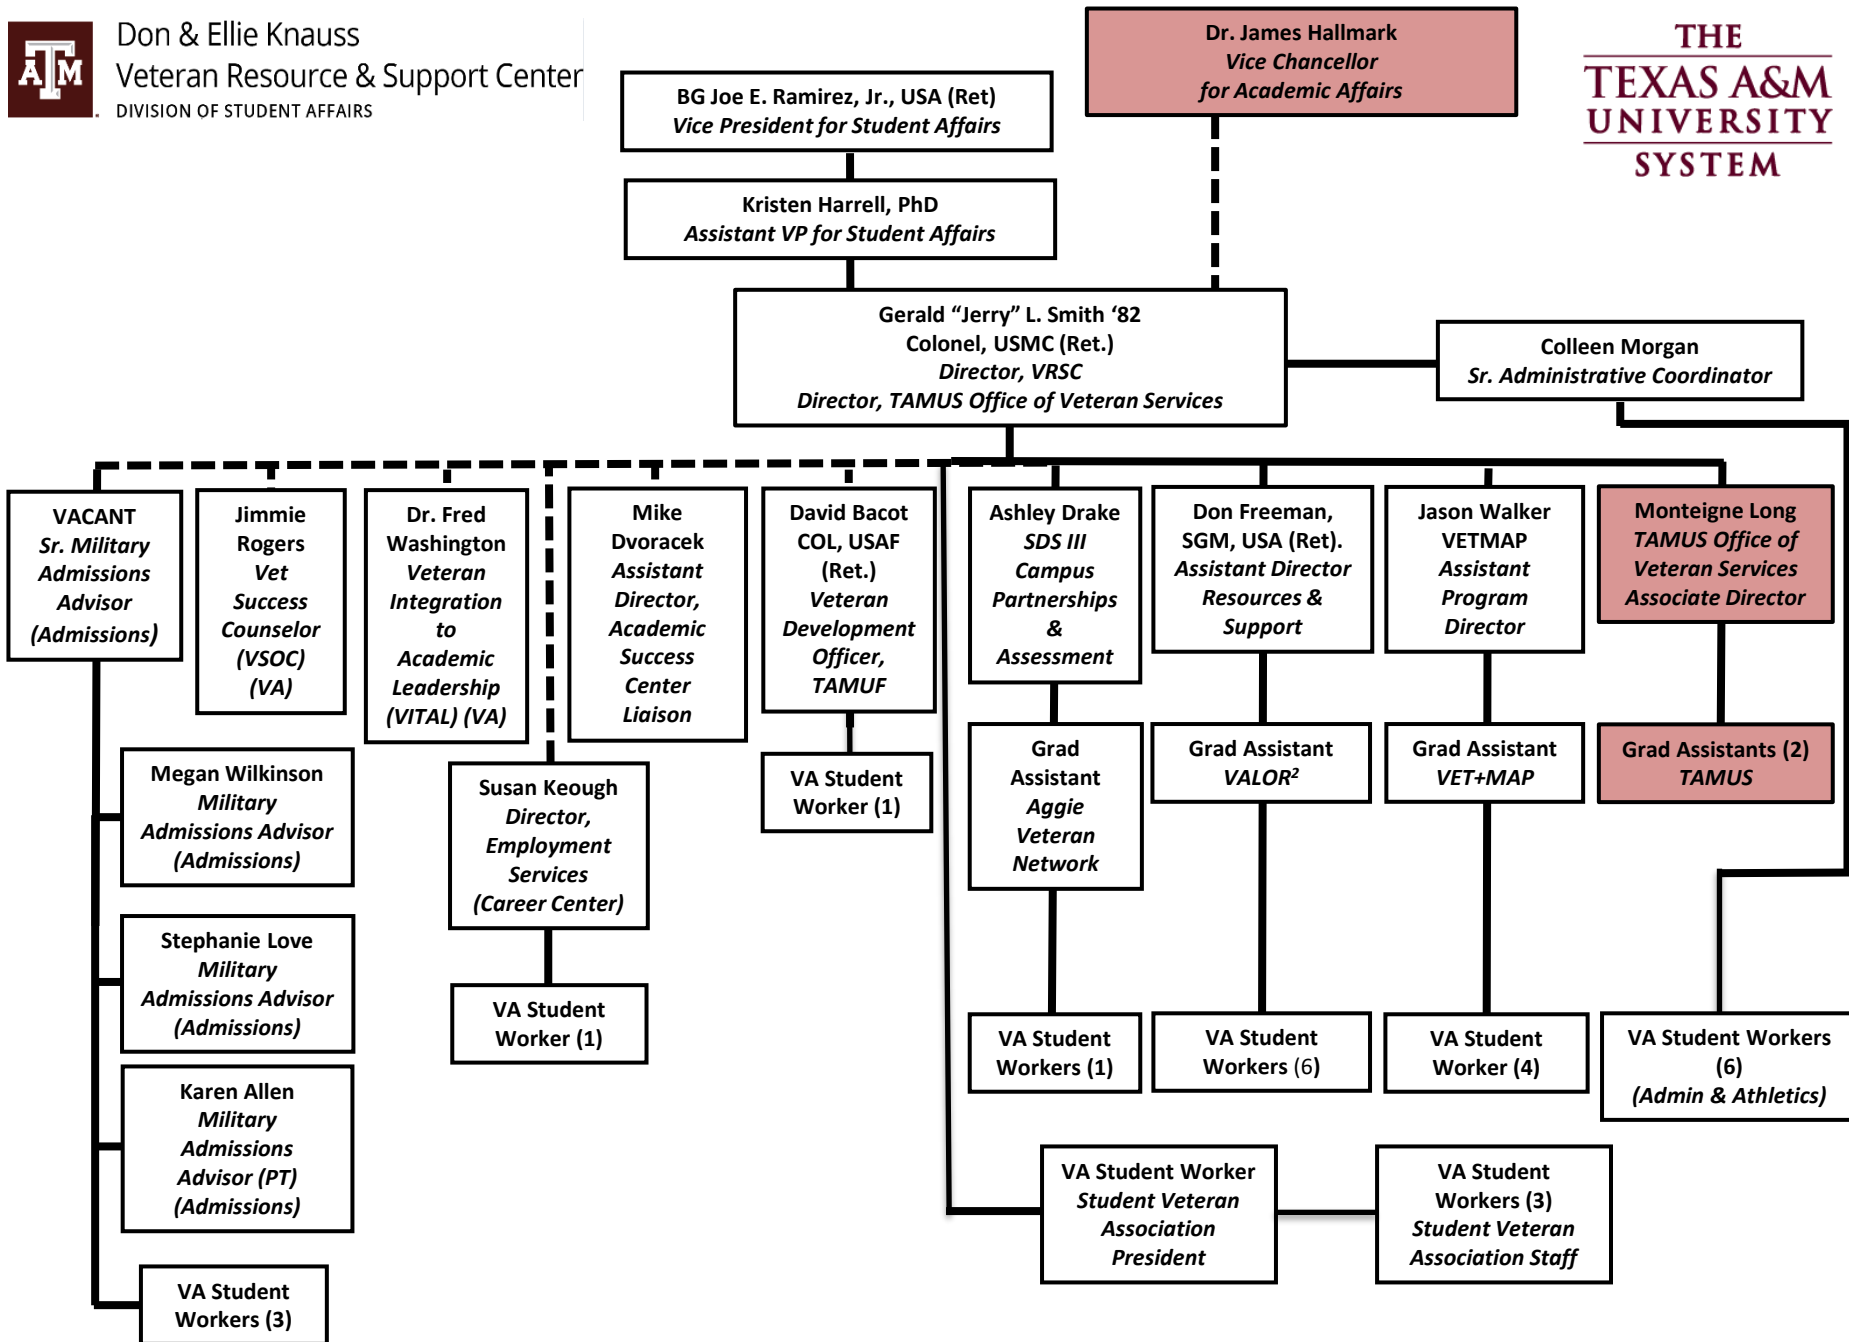 ATM
Don & Ellie Knauss
Veteran Resource & Support Center
DIVISION OF STUDENT AFFAIRS
Dr. James Hallmark
Vice Chancellor
for Academic Affairs
THE
TEXAS A&M
UNIVERSITY
SYSTEM
BG Joe E. Ramirez, Jr., USA (Ret)
Vice President for Student Affairs
Kristen Harrell, PhD
Assistant VP for Student Affairs
Gerald “Jerry” L. Smith ‘82
Colonel, USMC (Ret.)
Director, VRSC
Director, TAMUS Office of Veteran Services
Colleen Morgan
Sr. Administrative Coordinator
VACANT
Sr. Military
Admissions
Advisor
(Admissions)
Jimmie
Rogers
Vet
Success
Counselor
(VSOC)
(VA)
Dr. Fred
Washington
Veteran
Integration
to
Academic
Leadership
(VITAL) (VA)
Mike
Dvoracek
Assistant
Director,
Academic
Success
Center
Liaison
David Bacot
COL, USAF
(Ret.)
Veteran
Development
Officer,
TAMUF
Ashley Drake
SDS III
Campus
Partnerships
&
Assessment
Don Freeman,
SGM, USA (Ret).
Assistant Director
Resources &
Support
Jason Walker
VETMAP
Assistant
Program
Director
Monteigne Long
TAMUS Office of
Veteran Services
Associate Director
Megan Wilkinson
Military
Admissions Advisor
(Admissions)
Susan Keough
Director,
Employment
Services
(Career Center)
VA Student
Worker (1)
Grad
Assistant
Aggie
Veteran
Network
Grad Assistant
VALOR²
Grad Assistant
VET+MAP
Grad Assistants (2)
TAMUS
Stephanie Love
Military
Admissions Advisor
(Admissions)
VA Student
Worker (1)
VA Student
Workers (1)
VA Student
Workers (6)
VA Student
Worker (4)
VA Student Workers
(6)
(Admin & Athletics)
Karen Allen
Military
Admissions
Advisor (PT)
(Admissions)
VA Student Worker
Student Veteran
Association
President
VA Student
Workers (3)
Student Veteran
Association Staff
VA Student
Workers (3)